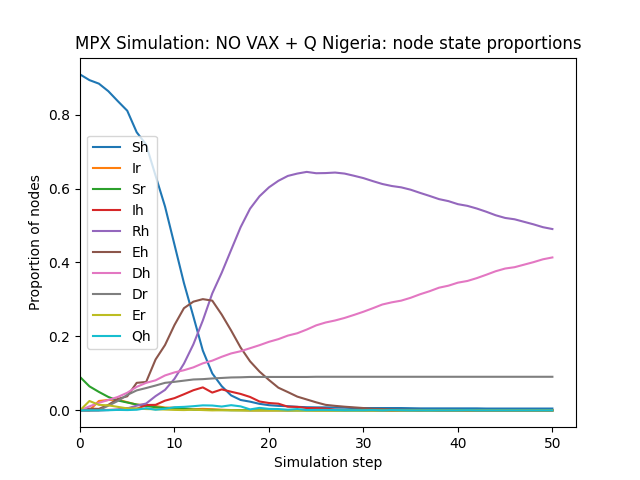 MPX Simulation: NO VAX + Q Nigeria: node state proportions
Proportion of nodes
0.8
0.6
0.4
0.2
0.0
Sh
Ir
Sr
Ih
Rh
Eh
Dh
Dr
Er
Qh
0 10 20 30 40 50
Simulation step